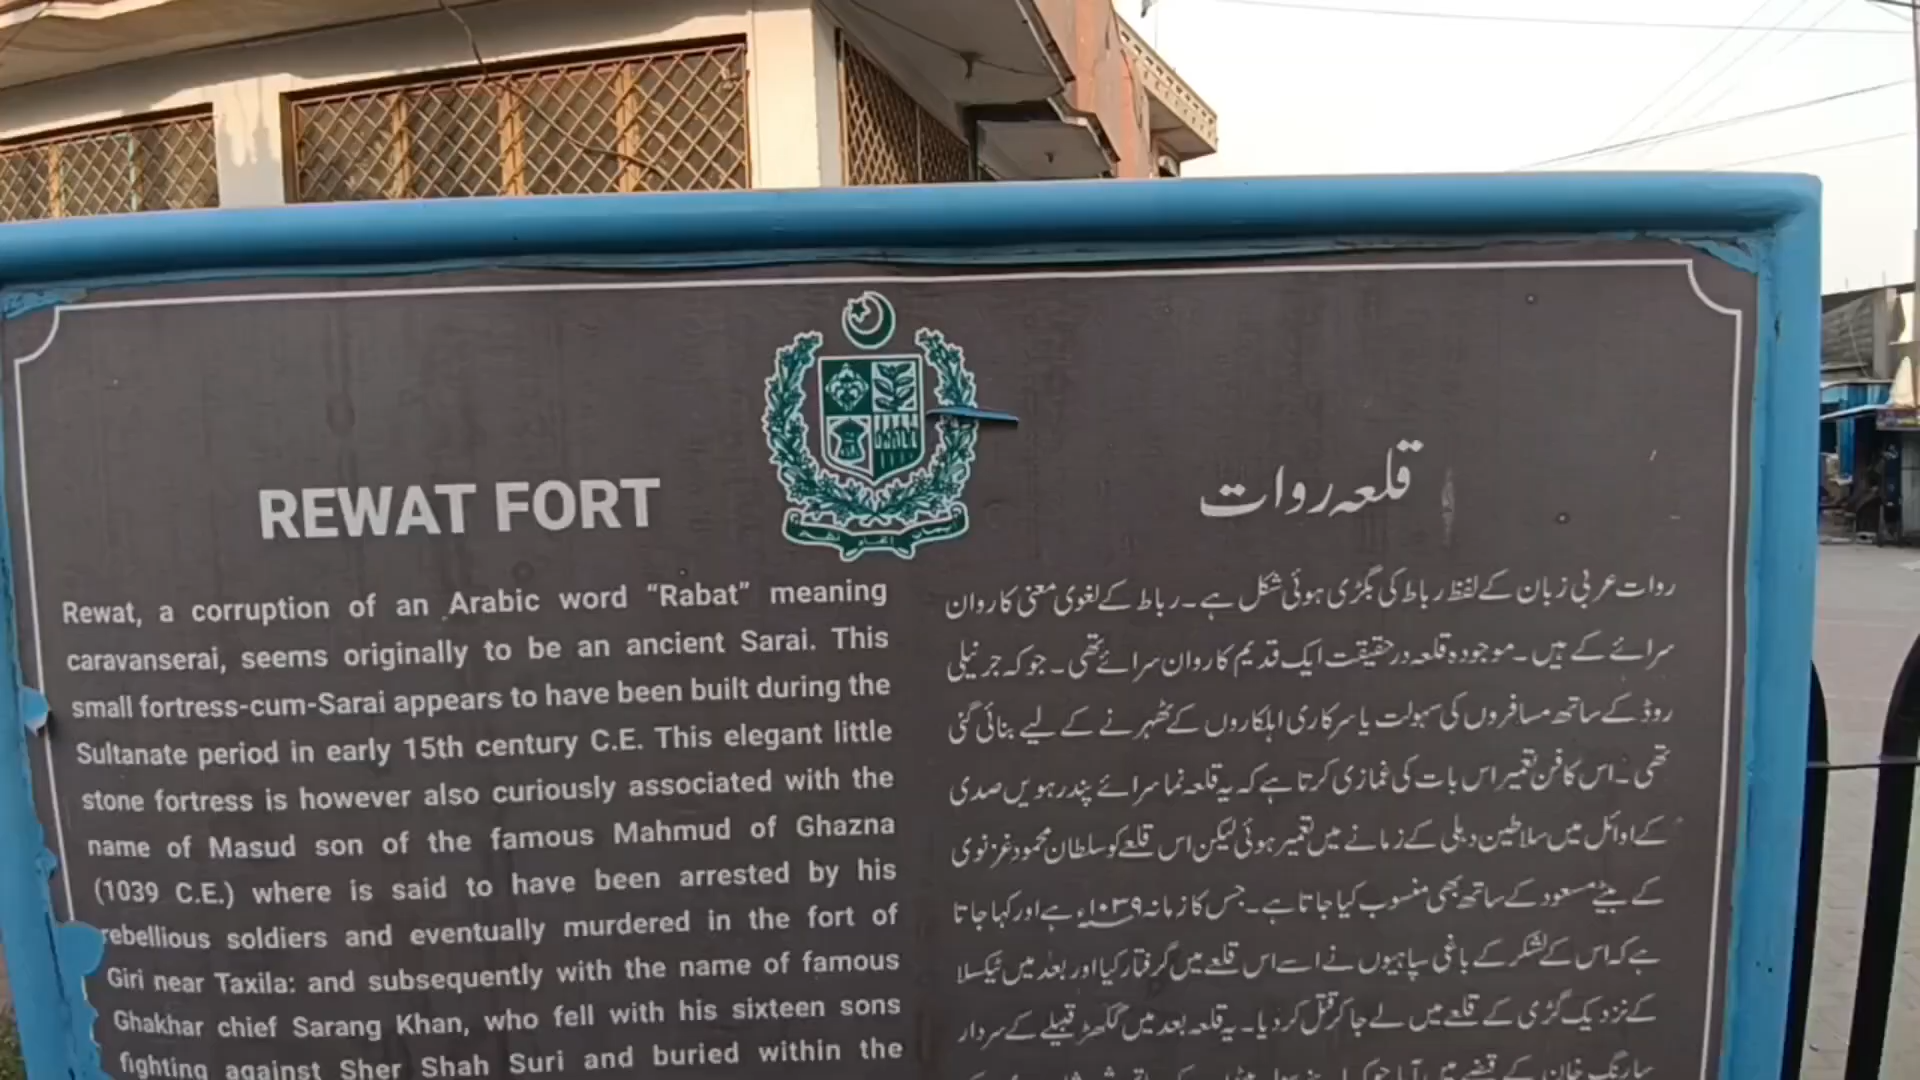 REWAT FORT
Rewat, a corruption of an Arabic word “Rabat” meaning
caravanserai, seems originally to be an ancient Sarai. This
small fortress-cum-Sarai appears to have been built during the
Sultanate period in early 15th century C.E. This elegant little
stone fortress is however also curiously associated with the
name of Masud son of the famous Mahmud of Ghazna
(1039 C.E.) where is said to have been arrested by his
rebellious soldiers and eventually murdered in the fort of
Giri near Taxila: and subsequently with the name of famous
Ghakhar chief Sarang Khan, who fell with his sixteen sons
fighting against Sher Shah Suri and buried within the
قلعہ روات
روات عربی زبان کے لفظ رباط کی بگڑی ہوئی شکل ہے۔ رباط کے لغوی معنی کاروان
سرائے کے ہیں۔ موجودہ قلعہ درحقیقت ایک قدیم کاروان سرائے تھی۔ جو کہ جرنیلی
روڈ کے ساتھ مسافروں کی سہولت یا سرکاری اہلکاروں کے ٹھہرنے کے لیے بنائی گئی
تھی۔ اس کا فن تعمیر اس بات کی غمازی کرتا ہے کہ یہ قلعہ نما سرائے پندرہویں صدی
کے اوائل میں سلاطین دہلی کے زمانے میں تعمیر ہوئی لیکن اس قلعے کو سلطان محمود غزنوی
کے بیٹے مسعود کے ساتھ بھی منسوب کیا جاتا ہے۔ جس کا زمانہ ۱۰۳۹ء ہے اور کہا جاتا
ہے کہ اس کے لشکر کے باغی سپاہیوں نے اسے اس قلعے میں گرفتار کیا اور بعد میں ٹیکسلا
کے نزدیک گڑی کے قلعے میں لے جا کر قتل کر دیا۔ یہ قلعہ بعد میں گکھڑ قبیلے کے سردار
سارنگ خان کے قبضے میں آیا جو کہ